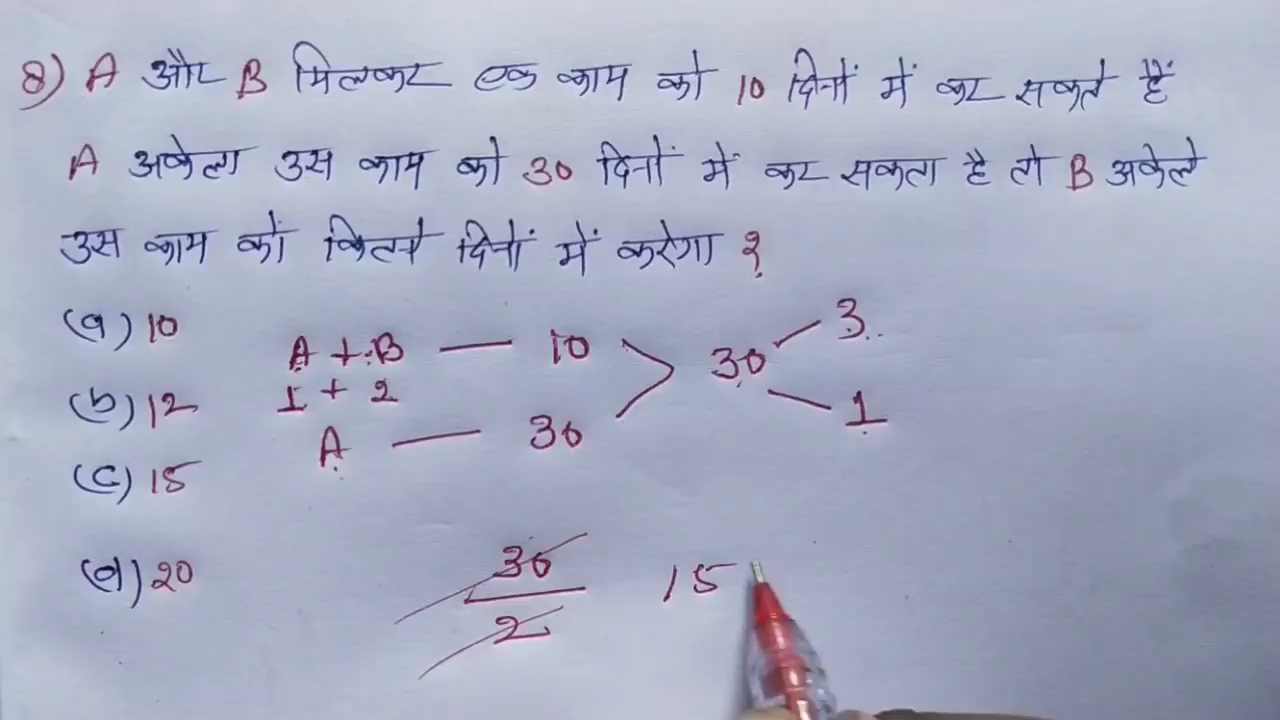 8) A और B मिलकर एक काम को 10 दिनों में कर सकते हैं
A अकेला उस काम को 30 दिनों में कर सकता है तो B अकेले
उस काम को कितने दिनों में करेगा ?
(a) 10
A + B — 10
30
3
1 + 2
1
(b) 12
A — 30
(c) 15
(d) 20
30
2
15